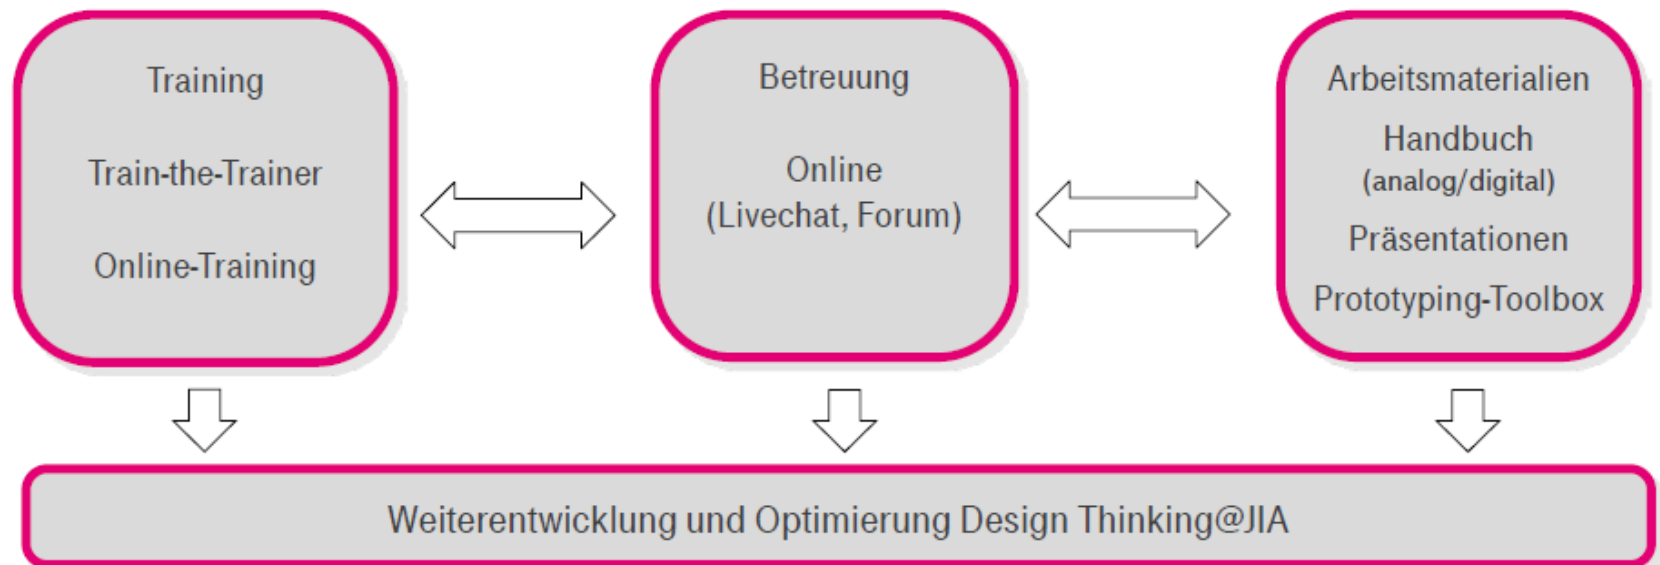 Training
Train-the-Trainer
Online-Training
Betreuung
Online
(Livechat, Forum)
Arbeitsmaterialien
Handbuch
(analog/digital)
Präsentationen
Prototyping-Toolbox
Weiterentwicklung und Optimierung Design Thinking@JIA